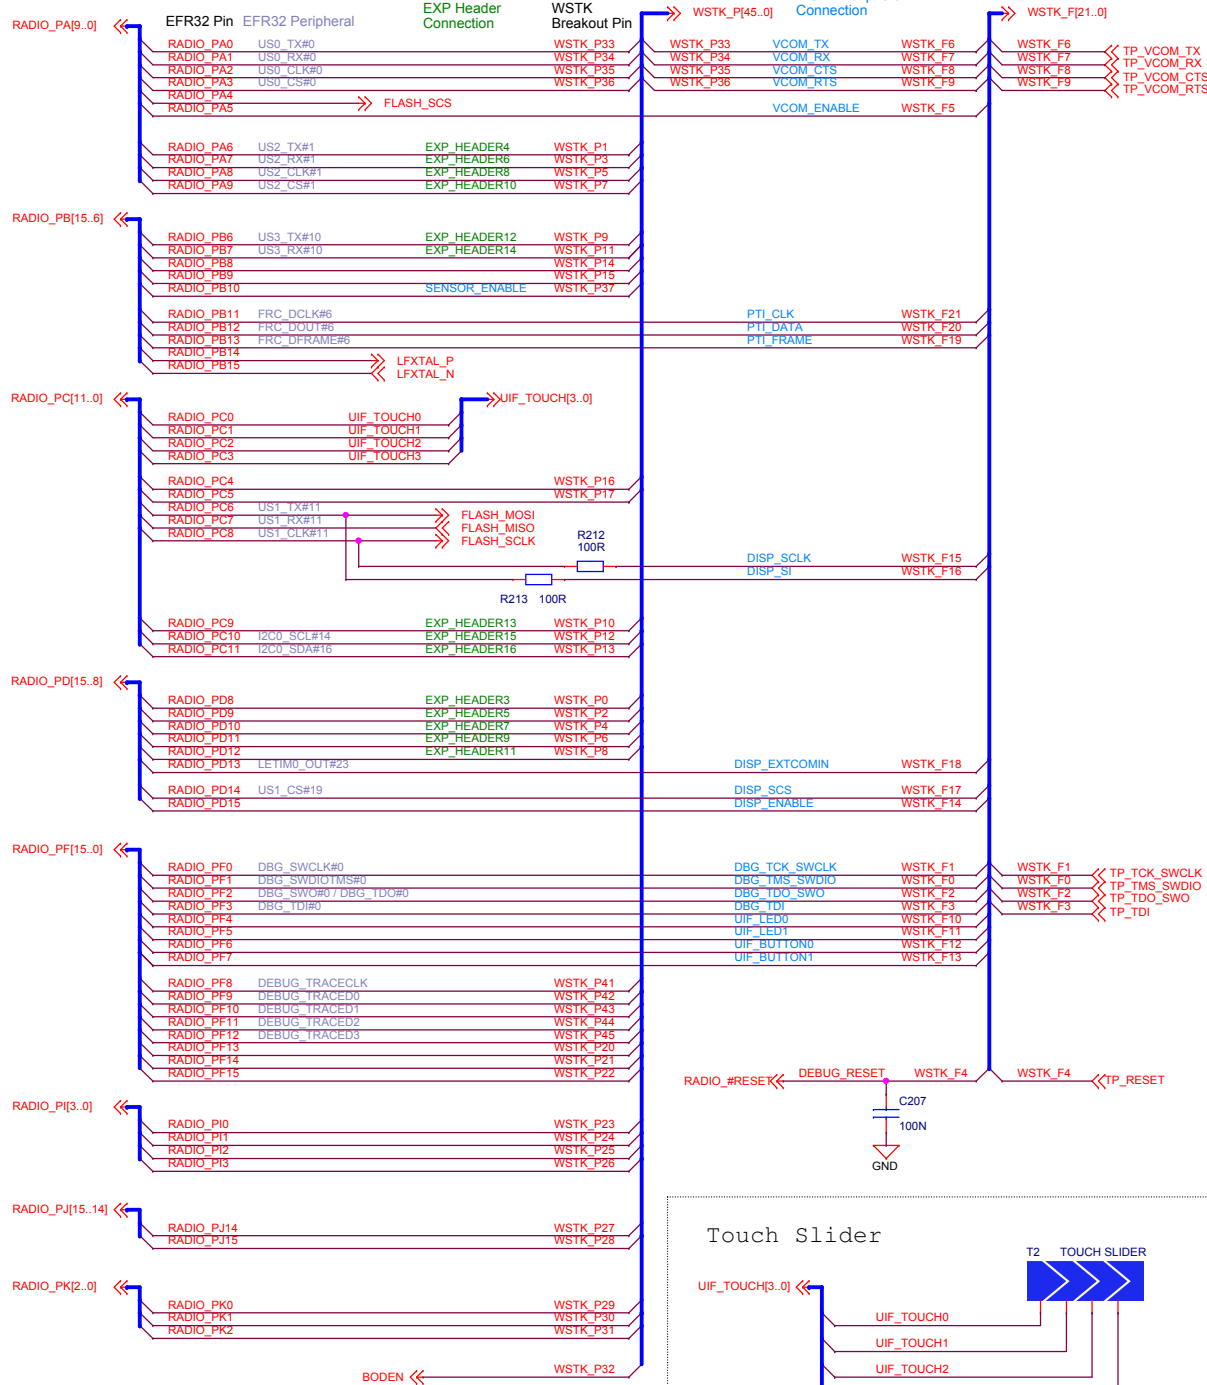 EXP Header
Connection
WSTK
Breakout Pin
WSTK_P[45..0]
Connection
WSTK_F[21..0]
RADIO_PA[9..0]
EFR32 Pin EFR32 Peripheral
RADIO_PA0 US0_TX#0 WSTK_P33 WSTK_P33 VCOM_TX WSTK_F6 WSTK_F6 TP_VCOM_TX
RADIO_PA1 US0_RX#0 WSTK_P34 WSTK_P34 VCOM_RX WSTK_F7 WSTK_F7 TP_VCOM_RX
RADIO_PA2 US0_CLK#0 WSTK_P35 WSTK_P35 VCOM_CTS WSTK_F8 WSTK_F8 TP_VCOM_CTS
RADIO_PA3 US0_CS#0 WSTK_P36 WSTK_P36 VCOM_RTS WSTK_F9 WSTK_F9 TP_VCOM_RTS
RADIO_PA4 FLASH_SCS
RADIO_PA5 VCOM_ENABLE WSTK_F5
RADIO_PA6 US2_TX#1 EXP_HEADER4 WSTK_P1
RADIO_PA7 US2_RX#1 EXP_HEADER6 WSTK_P3
RADIO_PA8 US2_CLK#1 EXP_HEADER8 WSTK_P5
RADIO_PA9 US2_CS#1 EXP_HEADER10 WSTK_P7
RADIO_PB[15..6]
RADIO_PB6 US3_TX#10 EXP_HEADER12 WSTK_P9
RADIO_PB7 US3_RX#10 EXP_HEADER14 WSTK_P11
RADIO_PB8 WSTK_P14
RADIO_PB9 WSTK_P15
RADIO_PB10 SENSOR_ENABLE WSTK_P37
RADIO_PB11 FRC_DCLK#6 PTI_CLK WSTK_F21
RADIO_PB12 FRC_DOUT#6 PTI_DATA WSTK_F20
RADIO_PB13 FRC_DFRAME#6 PTI_FRAME WSTK_F19
RADIO_PB14 LFXTAL_P
RADIO_PB15 LFXTAL_N
RADIO_PC[11..0] UIF_TOUCH[3..0]
RADIO_PC0 UIF_TOUCH0
RADIO_PC1 UIF_TOUCH1
RADIO_PC2 UIF_TOUCH2
RADIO_PC3 UIF_TOUCH3
RADIO_PC4 WSTK_P16
RADIO_PC5 WSTK_P17
RADIO_PC6 US1_TX#11 FLASH_MOSI
RADIO_PC7 US1_RX#11 FLASH_MISO
RADIO_PC8 US1_CLK#11 FLASH_SCLK
R212
100R
DISP_SCLK WSTK_F15
DISP_SI WSTK_F16
R213 100R
RADIO_PC9 EXP_HEADER13 WSTK_P10
RADIO_PC10 I2C0_SCL#14 EXP_HEADER15 WSTK_P12
RADIO_PC11 I2C0_SDA#16 EXP_HEADER16 WSTK_P13
RADIO_PD[15..8]
RADIO_PD8 EXP_HEADER3 WSTK_P0
RADIO_PD9 EXP_HEADER5 WSTK_P2
RADIO_PD10 EXP_HEADER7 WSTK_P4
RADIO_PD11 EXP_HEADER9 WSTK_P6
RADIO_PD12 EXP_HEADER11 WSTK_P8
RADIO_PD13 LETIM0_OUT#23 DISP_EXTCOMIN WSTK_F18
RADIO_PD14 US1_CS#19 DISP_SCS WSTK_F17
RADIO_PD15 DISP_ENABLE WSTK_F14
RADIO_PF[15..0]
RADIO_PF0 DBG_SWCLK#0 DBG_TCK_SWCLK WSTK_F1 WSTK_F1 TP_TCK_SWCLK
RADIO_PF1 DBG_SWDIOTMS#0 DBG_TMS_SWDIO WSTK_F0 WSTK_F0 TP_TMS_SWDIO
RADIO_PF2 DBG_SWO#0 / DBG_TDO#0 DBG_TDO_SWO WSTK_F2 WSTK_F2 TP_TDO_SWO
RADIO_PF3 DBG_TDI#0 DBG_TDI WSTK_F3 WSTK_F3 TP_TDI
RADIO_PF4 UIF_LED0 WSTK_F10
RADIO_PF5 UIF_LED1 WSTK_F11
RADIO_PF6 UIF_BUTTON0 WSTK_F12
RADIO_PF7 UIF_BUTTON1 WSTK_F13
RADIO_PF8 DEBUG_TRACECLK WSTK_P41
RADIO_PF9 DEBUG_TRACED0 WSTK_P42
RADIO_PF10 DEBUG_TRACED1 WSTK_P43
RADIO_PF11 DEBUG_TRACED2 WSTK_P44
RADIO_PF12 DEBUG_TRACED3 WSTK_P45
RADIO_PF13 WSTK_P20
RADIO_PF14 WSTK_P21
RADIO_PF15 WSTK_P22
RADIO_#RESET DEBUG_RESET WSTK_F4 WSTK_F4 TP_RESET
C207
100N
GND
RADIO_PI[3..0]
RADIO_PI0 WSTK_P23
RADIO_PI1 WSTK_P24
RADIO_PI2 WSTK_P25
RADIO_PI3 WSTK_P26
RADIO_PJ[15..14]
RADIO_PJ14 WSTK_P27
RADIO_PJ15 WSTK_P28
RADIO_PK[2..0]
RADIO_PK0 WSTK_P29
RADIO_PK1 WSTK_P30
RADIO_PK2 WSTK_P31
BODEN WSTK_P32
Touch Slider
T2 TOUCH SLIDER
UIF_TOUCH[3..0]
UIF_TOUCH0
UIF_TOUCH1
UIF_TOUCH2